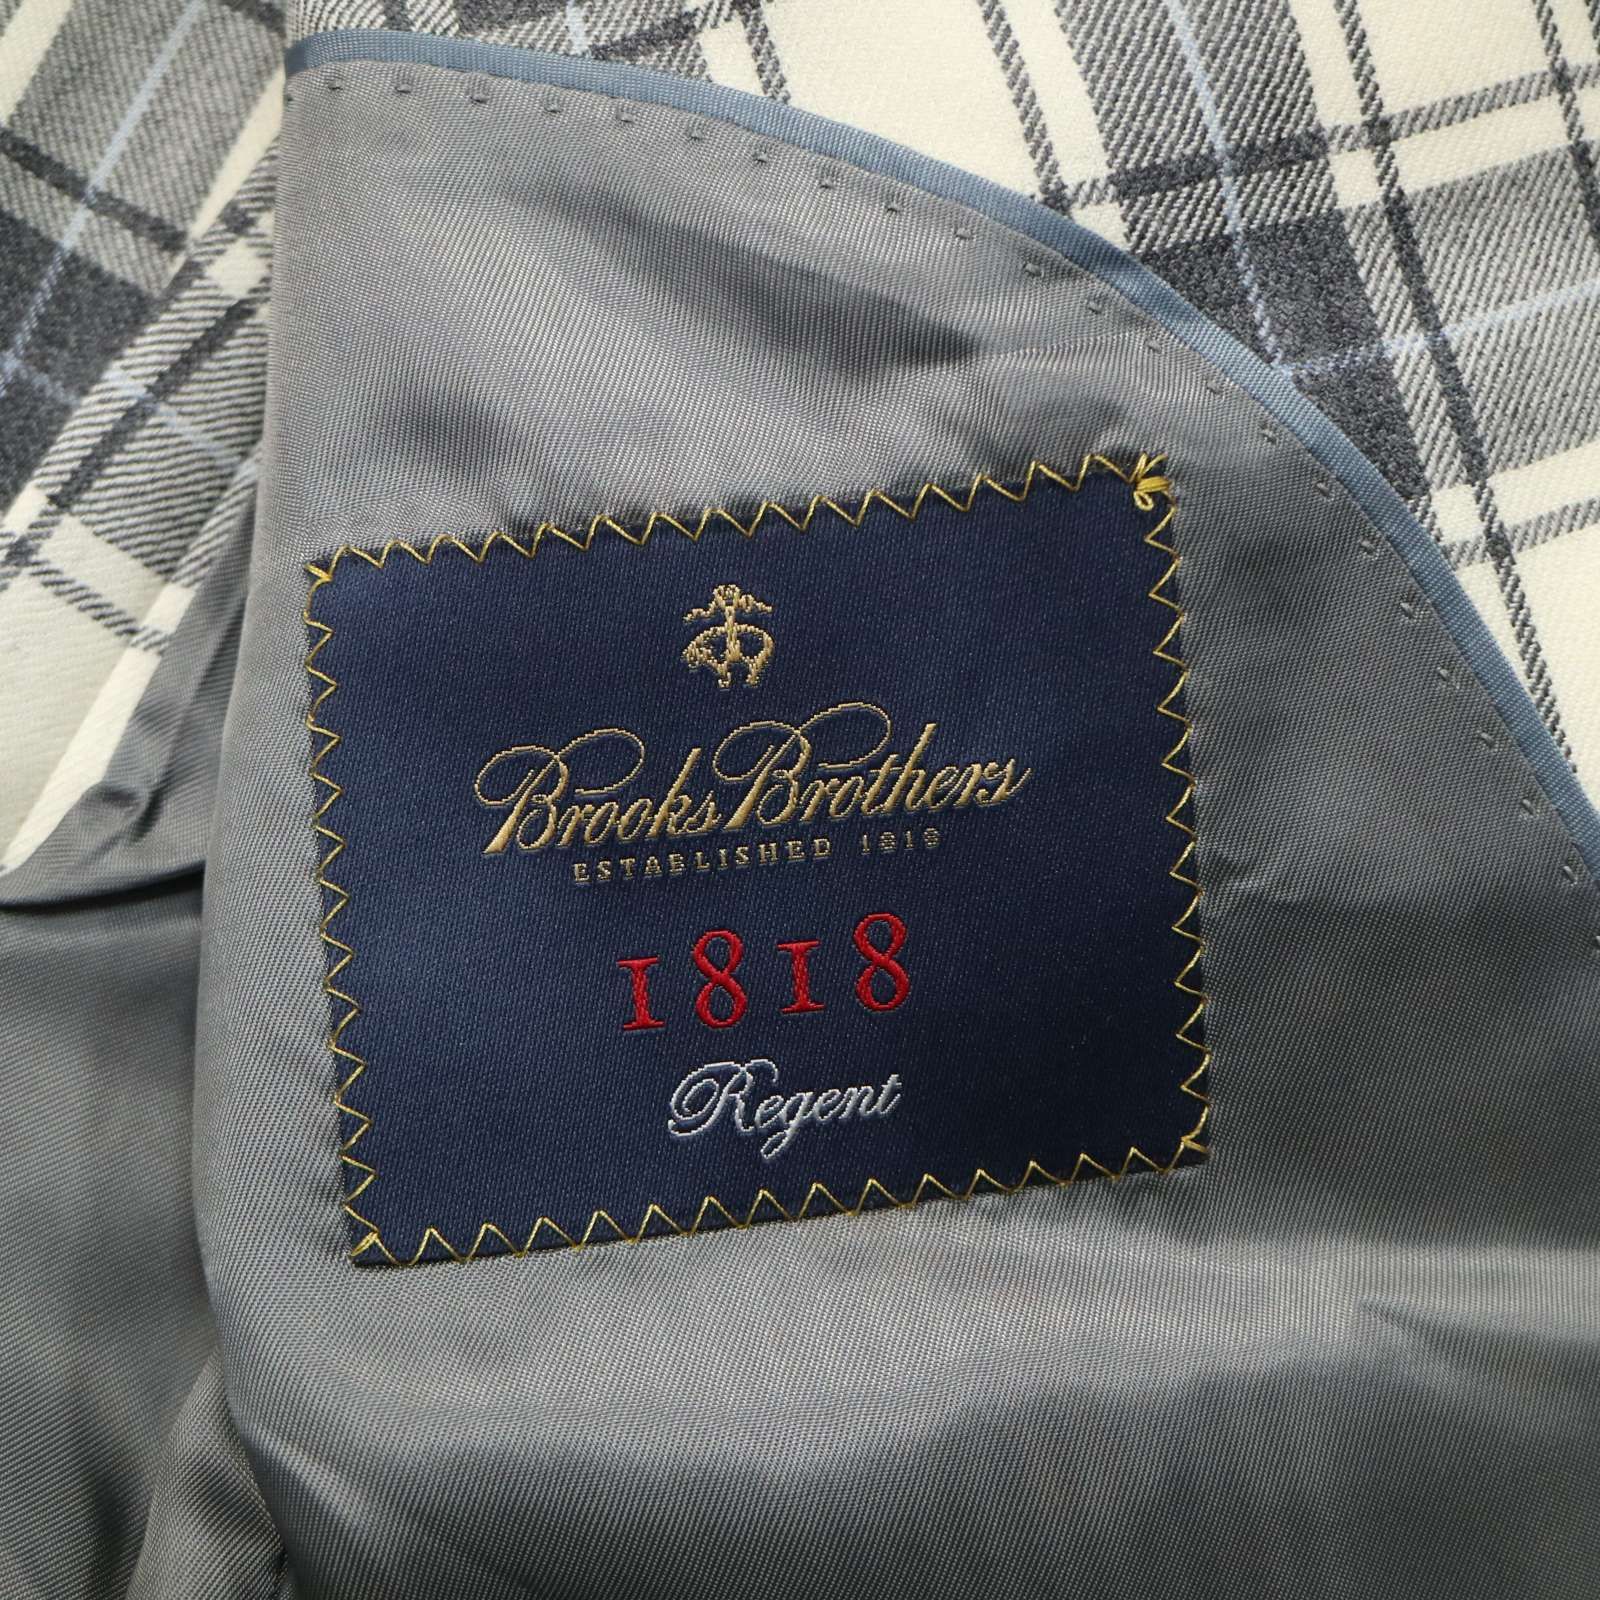 Brooks Brothers
ESTABLISHED 1818
1818
Regent